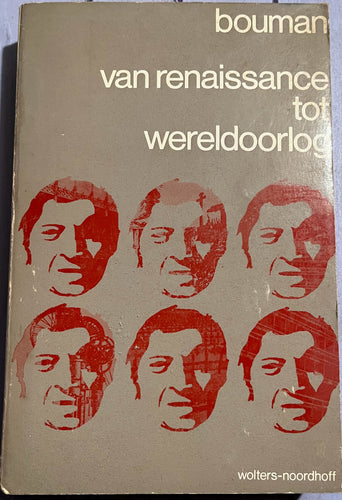 bouman
van renaissance
tot
wereldoorlog
wolters-noordhoff